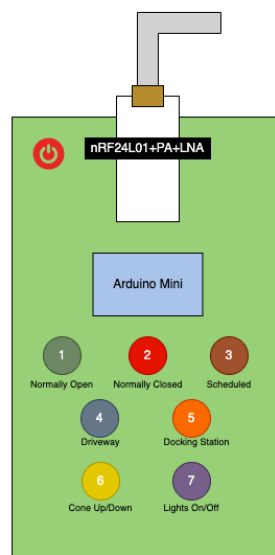 nRF24L01+PA+LNA
Arduino Mini
1 2 3
Normally Open Normally Closed Scheduled
4 5
Driveway Docking Station
6 7
Cone Up/Down Lights On/Off